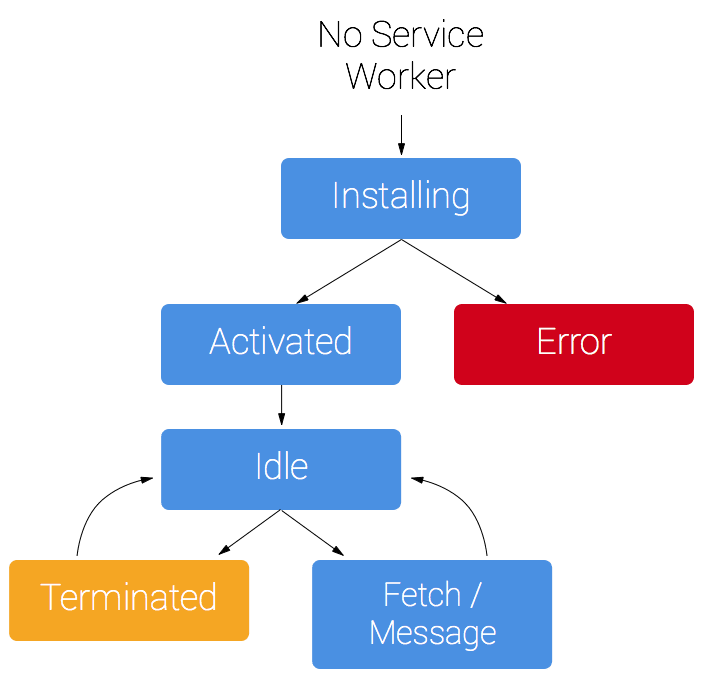 No Service
Worker
Installing
Activated
Error
Idle
Terminated
Fetch /
Message